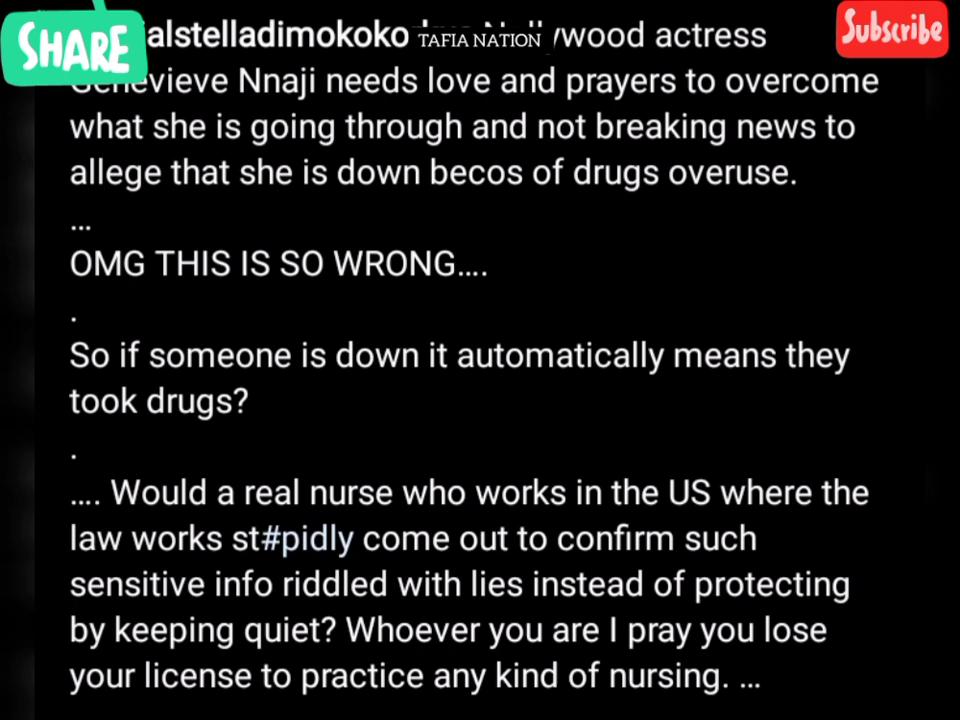 SHARE
Subscribe
alstelladimokoko
TAFIA NATION
wood actress
Genevieve Nnaji needs love and prayers to overcome
what she is going through and not breaking news to
allege that she is down becos of drugs overuse.
...
OMG THIS IS SO WRONG....
.
So if someone is down it automatically means they
took drugs?
.
.... Would a real nurse who works in the US where the
law works st#pidly come out to confirm such
sensitive info riddled with lies instead of protecting
by keeping quiet? Whoever you are I pray you lose
your license to practice any kind of nursing. ...